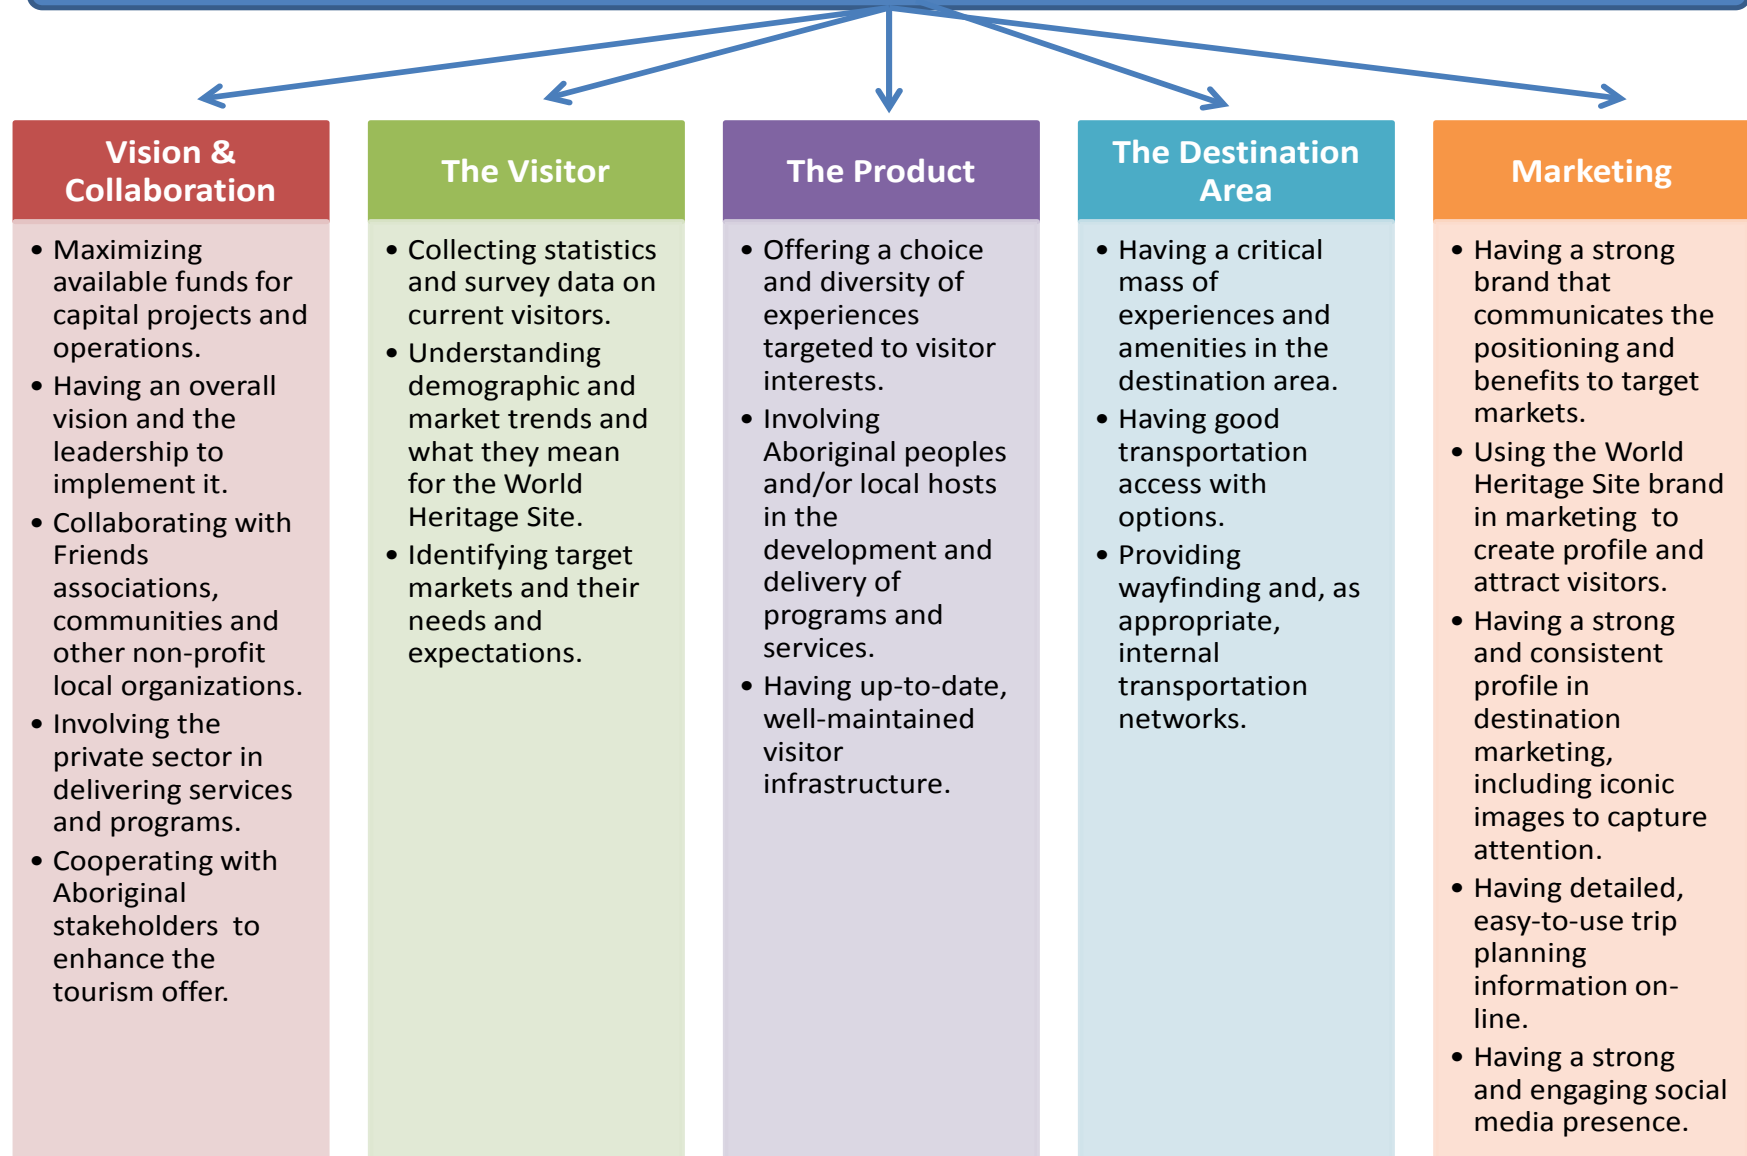 Vision &
Collaboration
• Maximizing
available funds for
capital projects and
operations.
• Having an overall
vision and the
leadership to
implement it.
• Collaborating with
Friends
associations,
communities and
other non-profit
local organizations.
• Involving the
private sector in
delivering services
and programs.
• Cooperating with
Aboriginal
stakeholders to
enhance the
tourism offer.
The Visitor
• Collecting statistics
and survey data on
current visitors.
• Understanding
demographic and
market trends and
what they mean
for the World
Heritage Site.
• Identifying target
markets and their
needs and
expectations.
The Product
• Offering a choice
and diversity of
experiences
targeted to visitor
interests.
• Involving
Aboriginal peoples
and/or local hosts
in the
development and
delivery of
programs and
services.
• Having up-to-date,
well-maintained
visitor
infrastructure.
The Destination
Area
• Having a critical
mass of
experiences and
amenities in the
destination area.
• Having good
transportation
access with
options.
• Providing
wayfinding and, as
appropriate,
internal
transportation
networks.
Marketing
• Having a strong
brand that
communicates the
positioning and
benefits to target
markets.
• Using the World
Heritage Site brand
in marketing to
create profile and
attract visitors.
• Having a strong
and consistent
profile in
destination
marketing,
including iconic
images to capture
attention.
• Having detailed,
easy-to-use trip
planning
information on-
line.
• Having a strong
and engaging social
media presence.